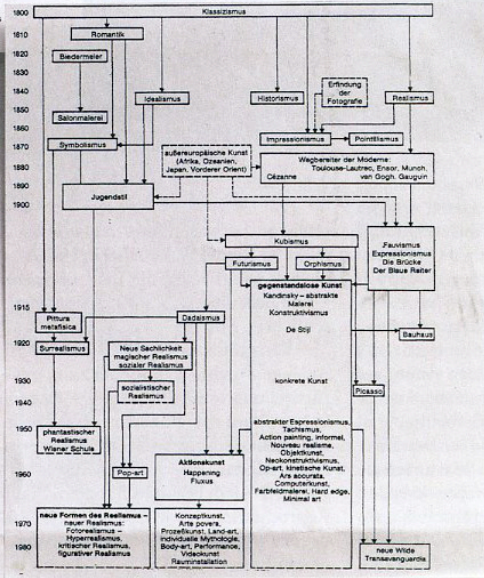 1800
Klassizismus
1810
Romantik
1820
Biedermeier
1830
1840
Idealismus
Historismus
Erfindung
der
Fotografie
Realismus
1850
Salonmalerei
1860
Impressionismus
Pointilismus
1870
Symbolismus
außereuropäische Kunst
(Afrika, Ozeanien,
Japan, Vorderer Orient)
Wegbereiter der Moderne:
Toulouse-Lautrec, Ensor, Munch,
Cézanne
van Gogh, Gauguin
1880
1890
Jugendstil
1900
Kubismus
Fauvismus
Expressionismus
Die Brücke
Der Blaue Reiter
Futurismus
Orphismus
gegenstandslose Kunst
Kandinsky – abstrakte
Malerei
Konstruktivismus
1915
Pittura
metafisica
Dadaismus
De Stijl
Bauhaus
1920
Surrealismus
Neue Sachlichkeit
magischer Realismus
sozialer Realismus
1930
sozialistischer
Realismus
konkrete Kunst
Picasso
1940
1950
phantastischer
Realismus
Wiener Schule
abstrakter Espressionismus,
Tachismus,
Action painting, informel,
Nouveau realisme,
Objektkunst,
Neokonstruktivismus,
Op-art, kinetische Kunst,
Ars accurata,
Computerkunst,
Farbfeldmalerei, Hard edge,
Minimal art
1960
Pop-art
Aktionskunst
Happening
Fluxus
1970
neue Formen des Realismus –
neuer Realismus:
Fotorealismus –
Hyperrealismus,
kritischer Realismus,
figurativer Realismus
Konzeptkunst,
Arte povera,
Prozeßkunst, Land-art,
individuelle Mythologie,
Body-art, Performance,
Videokunst
Rauminstallation
1980
neue Wilde
Transavanguardia